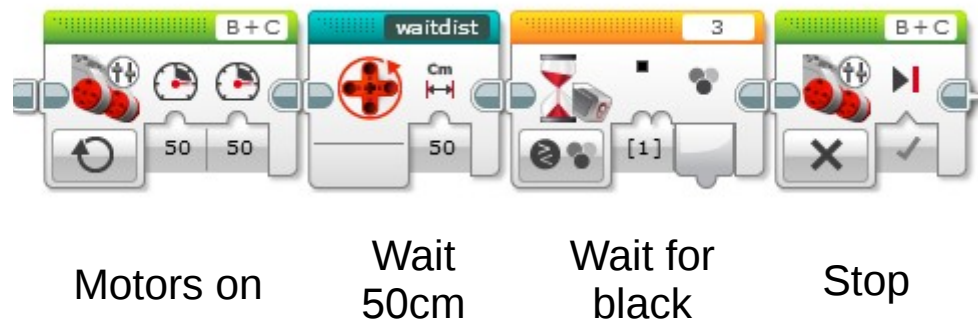 B+C
50 50
waitdist
Cm
50
3
[1]
B+C
Motors on
Wait
50cm
Wait for
black
Stop